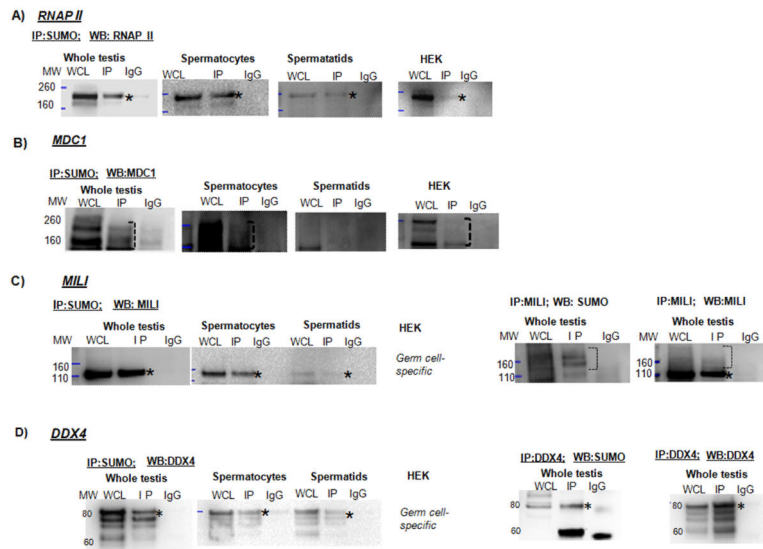 A) RNAP II
IP:SUMO; WB: RNAP II
Whole testis Spermatocytes Spermatatids HEK
MW WCL IP IgG WCL IP IgG WCL IP IgG WCL IP IgG
260
160
* * * *
B) MDC1
IP:SUMO; WB:MDC1
Whole testis Spermatocytes Spermatids HEK
MW WCL IP IgG WCL IP IgG WCL IP IgG WCL IP IgG
260
160
C) MILI
IP:SUMO; WB: MILI IP:MILI; WB: SUMO IP:MILI; WB:MILI
Whole testis Spermatocytes Spermatids HEK Whole testis Whole testis
MW WCL I P IgG WCL IP IgG WCL IP IgG WCL I P IgG WCL IP IgG
Germ cell-
specific
160 160 160
110 110 110
* * * *
D) DDX4
IP:SUMO; WB:DDX4 IP:DDX4; WB:SUMO IP:DDX4; WB:DDX4
Whole testis Spermatocytes Spermatids HEK Whole testis Whole testis
MW WCL I P IgG WCL IP IgG WCL IP IgG WCL IP IgG WCL IP IgG
Germ cell-
specific
80 80 80
60 60 60
* * * * *